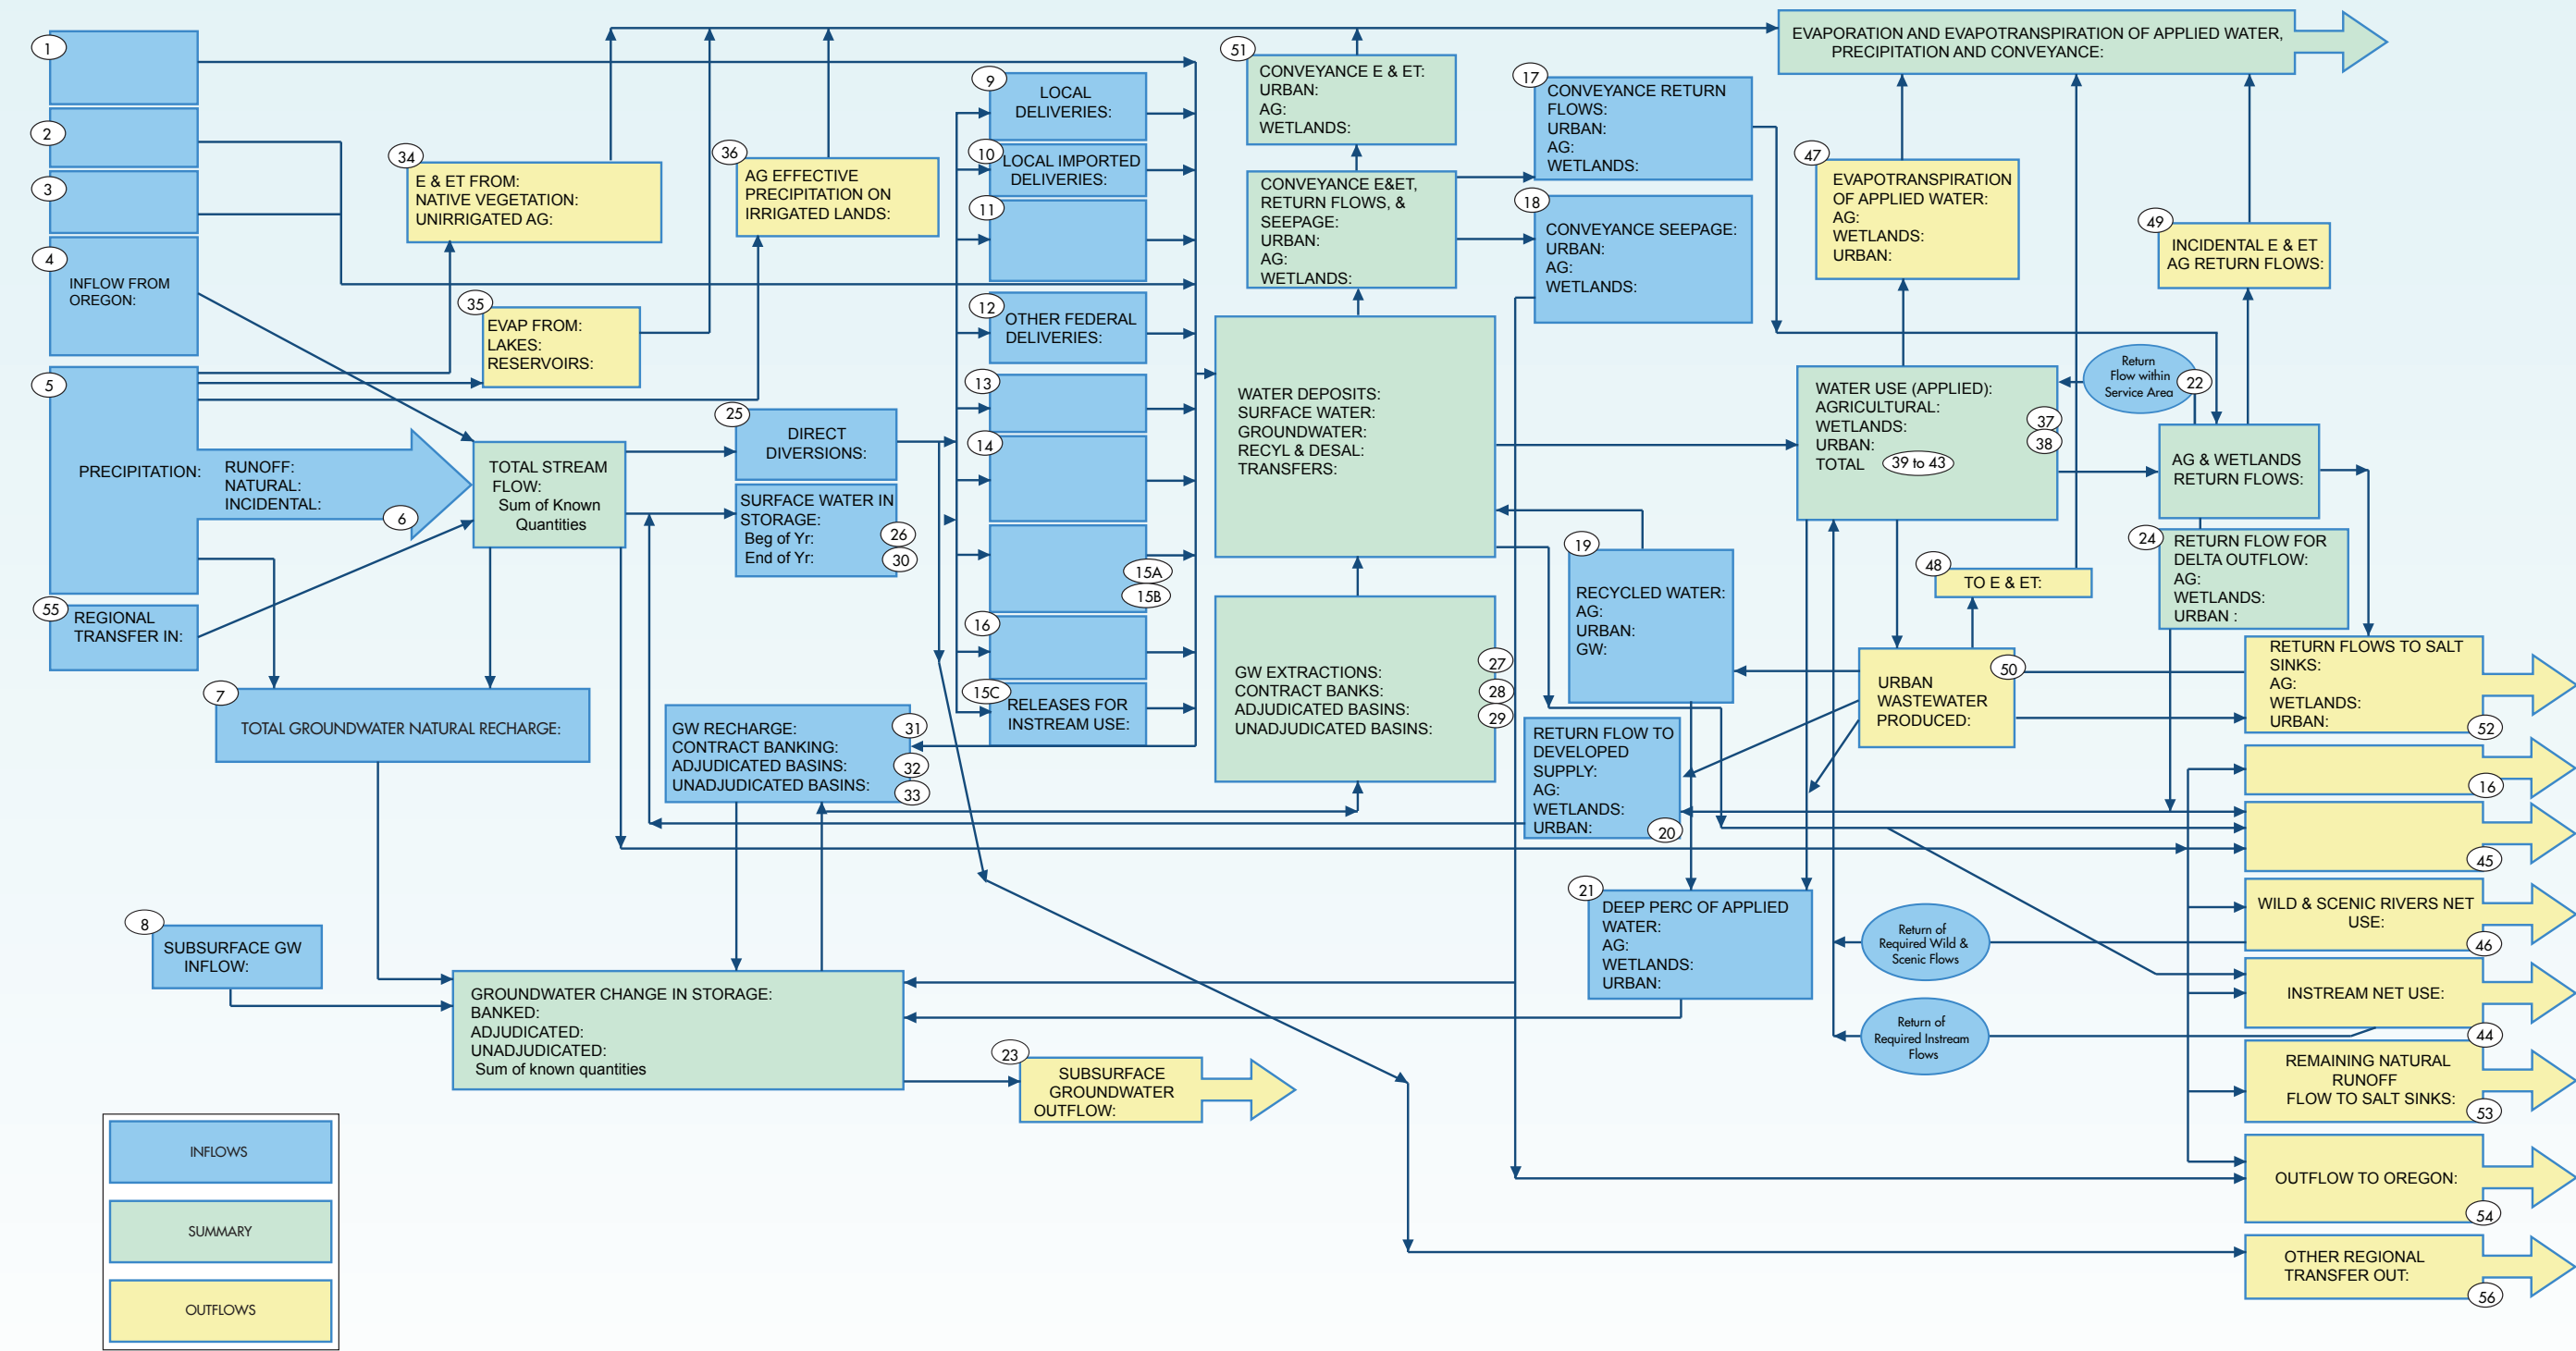 1
2
3
4
INFLOW FROM
OREGON:
5
PRECIPITATION:
RUNOFF:
NATURAL:
INCIDENTAL:
6
55
REGIONAL
TRANSFER IN:
7
TOTAL GROUNDWATER NATURAL RECHARGE:
8
SUBSURFACE GW
INFLOW:
34
E & ET FROM:
NATIVE VEGETATION:
UNIRRIGATED AG:
35
EVAP FROM:
LAKES:
RESERVOIRS:
36
AG EFFECTIVE
PRECIPITATION ON
IRRIGATED LANDS:
TOTAL STREAM
FLOW:
Sum of Known
Quantities
25
DIRECT
DIVERSIONS:
SURFACE WATER IN
STORAGE:
Beg of Yr:
End of Yr:
26
30
GW RECHARGE:
CONTRACT BANKING:
ADJUDICATED BASINS:
UNADJUDICATED BASINS:
31
32
33
GROUNDWATER CHANGE IN STORAGE:
BANKED:
ADJUDICATED:
UNADJUDICATED:
Sum of known quantities
23
SUBSURFACE
GROUNDWATER
OUTFLOW:
9
LOCAL
DELIVERIES:
10
LOCAL IMPORTED
DELIVERIES:
11
12
OTHER FEDERAL
DELIVERIES:
13
14
15A
15B
16
15C
RELEASES FOR
INSTREAM USE:
51
CONVEYANCE E & ET:
URBAN:
AG:
WETLANDS:
CONVEYANCE E&ET,
RETURN FLOWS, &
SEEPAGE:
URBAN:
AG:
WETLANDS:
WATER DEPOSITS:
SURFACE WATER:
GROUNDWATER:
RECYL & DESAL:
TRANSFERS:
GW EXTRACTIONS:
CONTRACT BANKS:
ADJUDICATED BASINS:
UNADJUDICATED BASINS:
27
28
29
17
CONVEYANCE RETURN
FLOWS:
URBAN:
AG:
WETLANDS:
18
CONVEYANCE SEEPAGE:
URBAN:
AG:
WETLANDS:
19
RECYCLED WATER:
AG:
URBAN:
GW:
RETURN FLOW TO
DEVELOPED
SUPPLY:
AG:
WETLANDS:
URBAN:
20
21
DEEP PERC OF APPLIED
WATER:
AG:
WETLANDS:
URBAN:
EVAPORATION AND EVAPOTRANSPIRATION OF APPLIED WATER,
PRECIPITATION AND CONVEYANCE:
47
EVAPOTRANSPIRATION
OF APPLIED WATER:
AG:
WETLANDS:
URBAN:
49
INCIDENTAL E & ET
AG RETURN FLOWS:
WATER USE (APPLIED):
AGRICULTURAL:
WETLANDS:
URBAN:
TOTAL
39 to 43
37
38
Return
Flow within
Service Area
22
AG & WETLANDS
RETURN FLOWS:
24
RETURN FLOW FOR
DELTA OUTFLOW:
AG:
WETLANDS:
URBAN :
48
TO E & ET:
URBAN
WASTEWATER
PRODUCED:
50
Return of
Required Wild &
Scenic Flows
Return of
Required Instream
Flows
RETURN FLOWS TO SALT
SINKS:
AG:
WETLANDS:
URBAN:
52
16
45
WILD & SCENIC RIVERS NET
USE:
46
INSTREAM NET USE:
44
REMAINING NATURAL
RUNOFF
FLOW TO SALT SINKS:
53
OUTFLOW TO OREGON:
54
OTHER REGIONAL
TRANSFER OUT:
56
INFLOWS
SUMMARY
OUTFLOWS